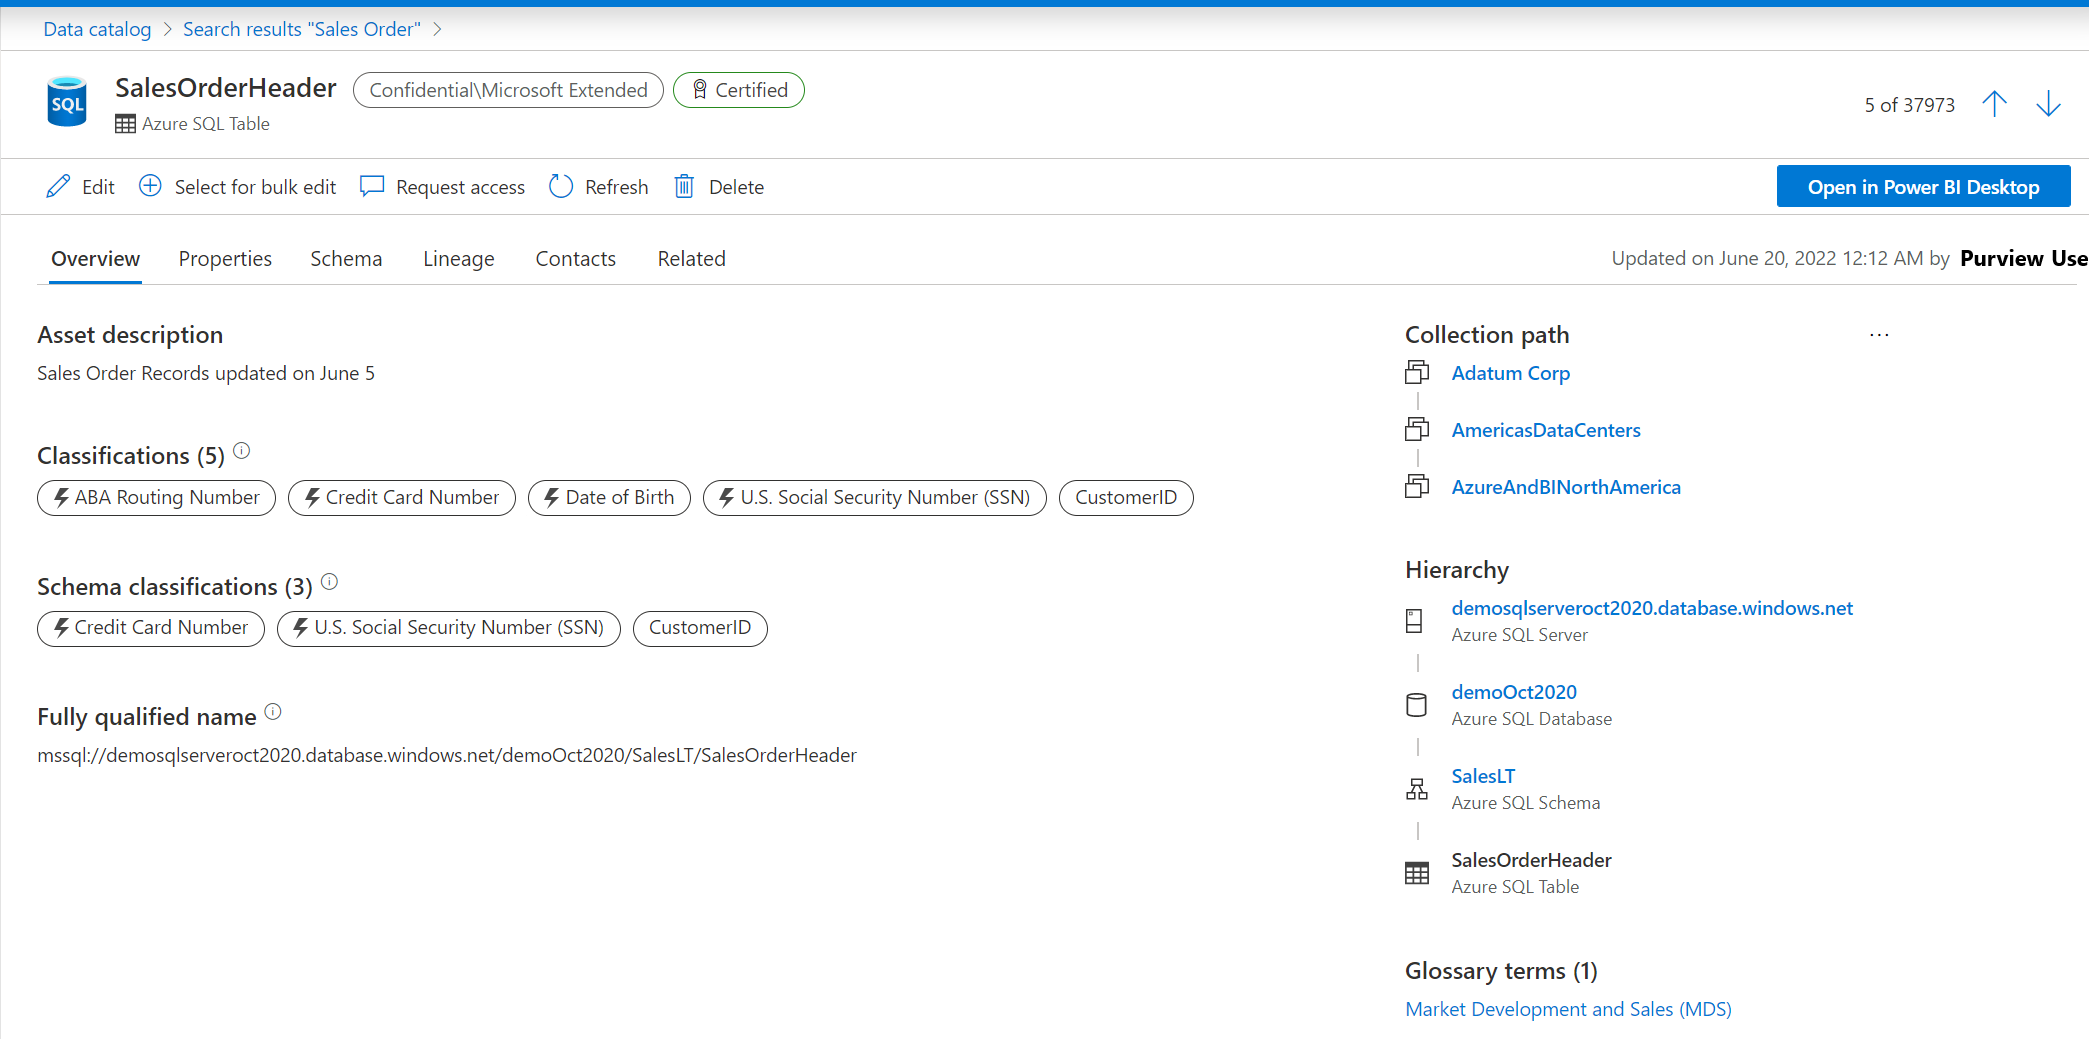 Data catalog > Search results "Sales Order" >
SalesOrderHeader Confidential\Microsoft Extended Certified
SQL
Azure SQL Table
5 of 37973
Edit Select for bulk edit Request access Refresh Delete
Open in Power BI Desktop
Overview Properties Schema Lineage Contacts Related
Updated on June 20, 2022 12:12 AM by Purview Use
Asset description
Sales Order Records updated on June 5
Classifications (5)
ABA Routing Number Credit Card Number Date of Birth U.S. Social Security Number (SSN) CustomerID
Schema classifications (3)
Credit Card Number U.S. Social Security Number (SSN) CustomerID
Fully qualified name
mssql://demosqlserveroct2020.database.windows.net/demoOct2020/SalesLT/SalesOrderHeader
Collection path ...
Adatum Corp
AmericasDataCenters
AzureAndBINorthAmerica
Hierarchy
demosqlserveroct2020.database.windows.net
Azure SQL Server
demoOct2020
Azure SQL Database
SalesLT
Azure SQL Schema
SalesOrderHeader
Azure SQL Table
Glossary terms (1)
Market Development and Sales (MDS)